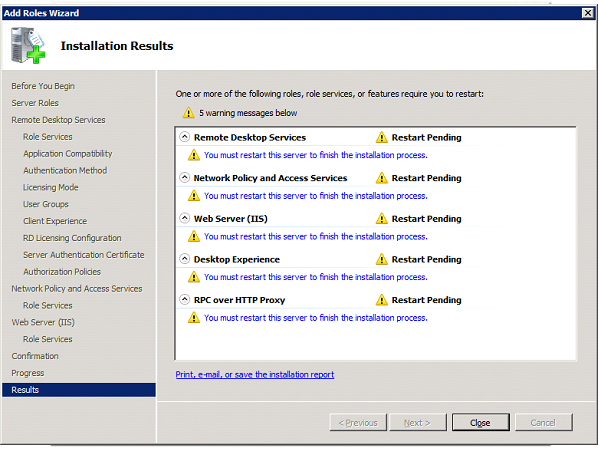 Add Roles Wizard
Installation Results
Before You Begin
Server Roles
Remote Desktop Services
Role Services
Application Compatibility
Authentication Method
Licensing Mode
User Groups
Client Experience
RD Licensing Configuration
Server Authentication Certificate
Authorization Policies
Network Policy and Access Services
Role Services
Web Server (IIS)
Role Services
Confirmation
Progress
Results
One or more of the following roles, role services, or features require you to restart:
5 warning messages below
Remote Desktop Services Restart Pending
You must restart this server to finish the installation process.
Network Policy and Access Services Restart Pending
You must restart this server to finish the installation process.
Web Server (IIS) Restart Pending
You must restart this server to finish the installation process.
Desktop Experience Restart Pending
You must restart this server to finish the installation process.
RPC over HTTP Proxy Restart Pending
You must restart this server to finish the installation process.
Print, e-mail, or save the installation report
< Previous Next > Close Cancel